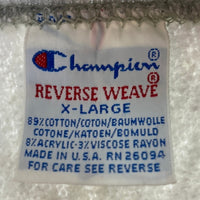 Champion®
REVERSE WEAVE®
X-LARGE
89% COTTON/COTON/BAUMWOLLE
COTONE/KATOEN/BOMULD
8% ACRYLIC-3% VISCOSE RAYON
MADE IN U.S.A. RN 26094
FOR CARE SEE REVERSE